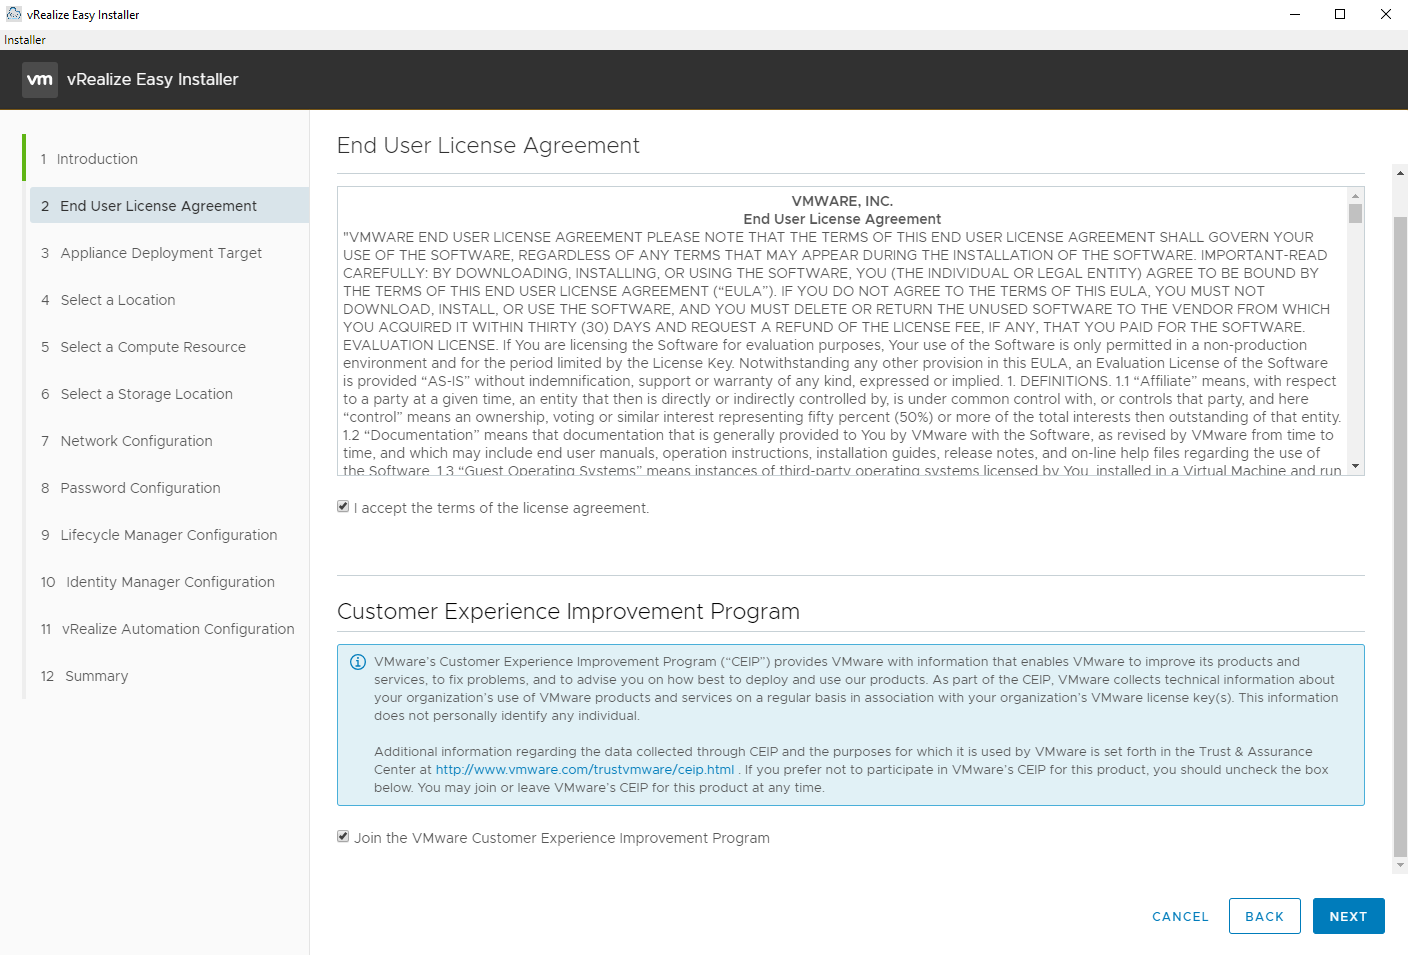 vRealize Easy Installer
Installer
vm vRealize Easy Installer
1 Introduction
2 End User License Agreement
3 Appliance Deployment Target
4 Select a Location
5 Select a Compute Resource
6 Select a Storage Location
7 Network Configuration
8 Password Configuration
9 Lifecycle Manager Configuration
10 Identity Manager Configuration
11 vRealize Automation Configuration
12 Summary
End User License Agreement
VMWARE, INC.
End User License Agreement
"VMWARE END USER LICENSE AGREEMENT PLEASE NOTE THAT THE TERMS OF THIS END USER LICENSE AGREEMENT SHALL GOVERN YOUR
USE OF THE SOFTWARE, REGARDLESS OF ANY TERMS THAT MAY APPEAR DURING THE INSTALLATION OF THE SOFTWARE. IMPORTANT-READ
CAREFULLY: BY DOWNLOADING, INSTALLING, OR USING THE SOFTWARE, YOU (THE INDIVIDUAL OR LEGAL ENTITY) AGREE TO BE BOUND BY
THE TERMS OF THIS END USER LICENSE AGREEMENT (“EULA”). IF YOU DO NOT AGREE TO THE TERMS OF THIS EULA, YOU MUST NOT
DOWNLOAD, INSTALL, OR USE THE SOFTWARE, AND YOU MUST DELETE OR RETURN THE UNUSED SOFTWARE TO THE VENDOR FROM WHICH
YOU ACQUIRED IT WITHIN THIRTY (30) DAYS AND REQUEST A REFUND OF THE LICENSE FEE, IF ANY, THAT YOU PAID FOR THE SOFTWARE.
EVALUATION LICENSE. If You are licensing the Software for evaluation purposes, Your use of the Software is only permitted in a non-production
environment and for the period limited by the License Key. Notwithstanding any other provision in this EULA, an Evaluation License of the Software
is provided “AS-IS” without indemnification, support or warranty of any kind, expressed or implied. 1. DEFINITIONS. 1.1 “Affiliate” means, with respect
to a party at a given time, an entity that then is directly or indirectly controlled by, is under common control with, or controls that party, and here
“control” means an ownership, voting or similar interest representing fifty percent (50%) or more of the total interests then outstanding of that entity.
1.2 “Documentation” means that documentation that is generally provided to You by VMware with the Software, as revised by VMware from time to
time, and which may include end user manuals, operation instructions, installation guides, release notes, and on-line help files regarding the use of
the Software. 1.3 “Guest Operating Systems” means instances of third-party operating systems licensed by You, installed in a Virtual Machine and run
I accept the terms of the license agreement.
Customer Experience Improvement Program
VMware’s Customer Experience Improvement Program (“CEIP”) provides VMware with information that enables VMware to improve its products and
services, to fix problems, and to advise you on how best to deploy and use our products. As part of the CEIP, VMware collects technical information about
your organization’s use of VMware products and services on a regular basis in association with your organization’s VMware license key(s). This information
does not personally identify any individual.
Additional information regarding the data collected through CEIP and the purposes for which it is used by VMware is set forth in the Trust & Assurance
Center at http://www.vmware.com/trustvmware/ceip.html . If you prefer not to participate in VMware’s CEIP for this product, you should uncheck the box
below. You may join or leave VMware’s CEIP for this product at any time.
Join the VMware Customer Experience Improvement Program
CANCEL BACK NEXT